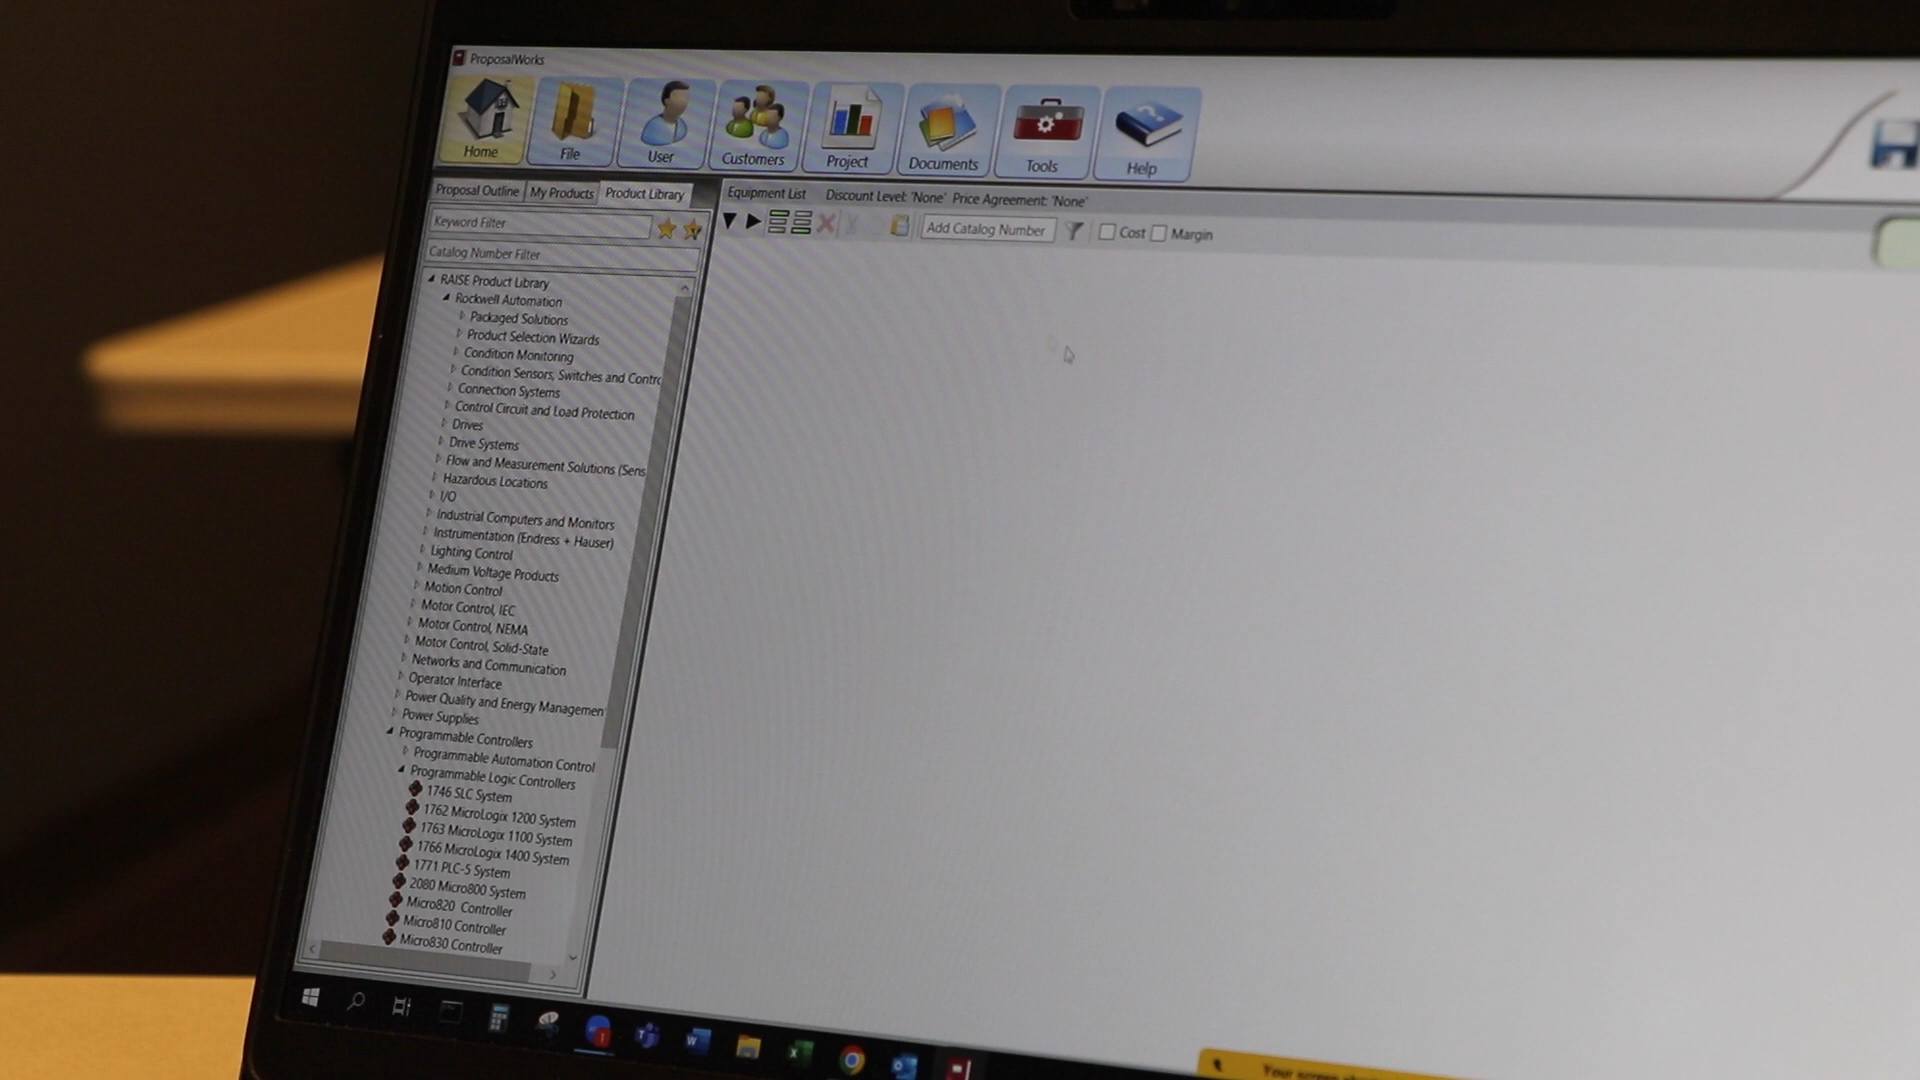 ProposalWorks
Home
File
User
Customers
Project
Documents
Tools
Help
Proposal Outline
My Products
Product Library
Keyword Filter
Catalog Number Filter
RAISE Product Library
Rockwell Automation
Packaged Solutions
Product Selection Wizards
Condition Monitoring
Condition Sensors, Switches and Contro
Connection Systems
Control Circuit and Load Protection
Drives
Drive Systems
Flow and Measurement Solutions (Sens
Hazardous Locations
I/O
Industrial Computers and Monitors
Instrumentation (Endress + Hauser)
Lighting Control
Medium Voltage Products
Motion Control
Motor Control, IEC
Motor Control, NEMA
Motor Control, Solid-State
Networks and Communication
Operator Interface
Power Quality and Energy Managemen
Power Supplies
Programmable Controllers
Programmable Automation Control
Programmable Logic Controllers
1746 SLC System
1762 MicroLogix 1200 System
1763 MicroLogix 1100 System
1766 MicroLogix 1400 System
1771 PLC-5 System
2080 Micro800 System
Micro820 Controller
Micro810 Controller
Micro830 Controller
Equipment List Discount Level: 'None' Price Agreement: 'None'
Add Catalog Number
Cost
Margin
Your screen